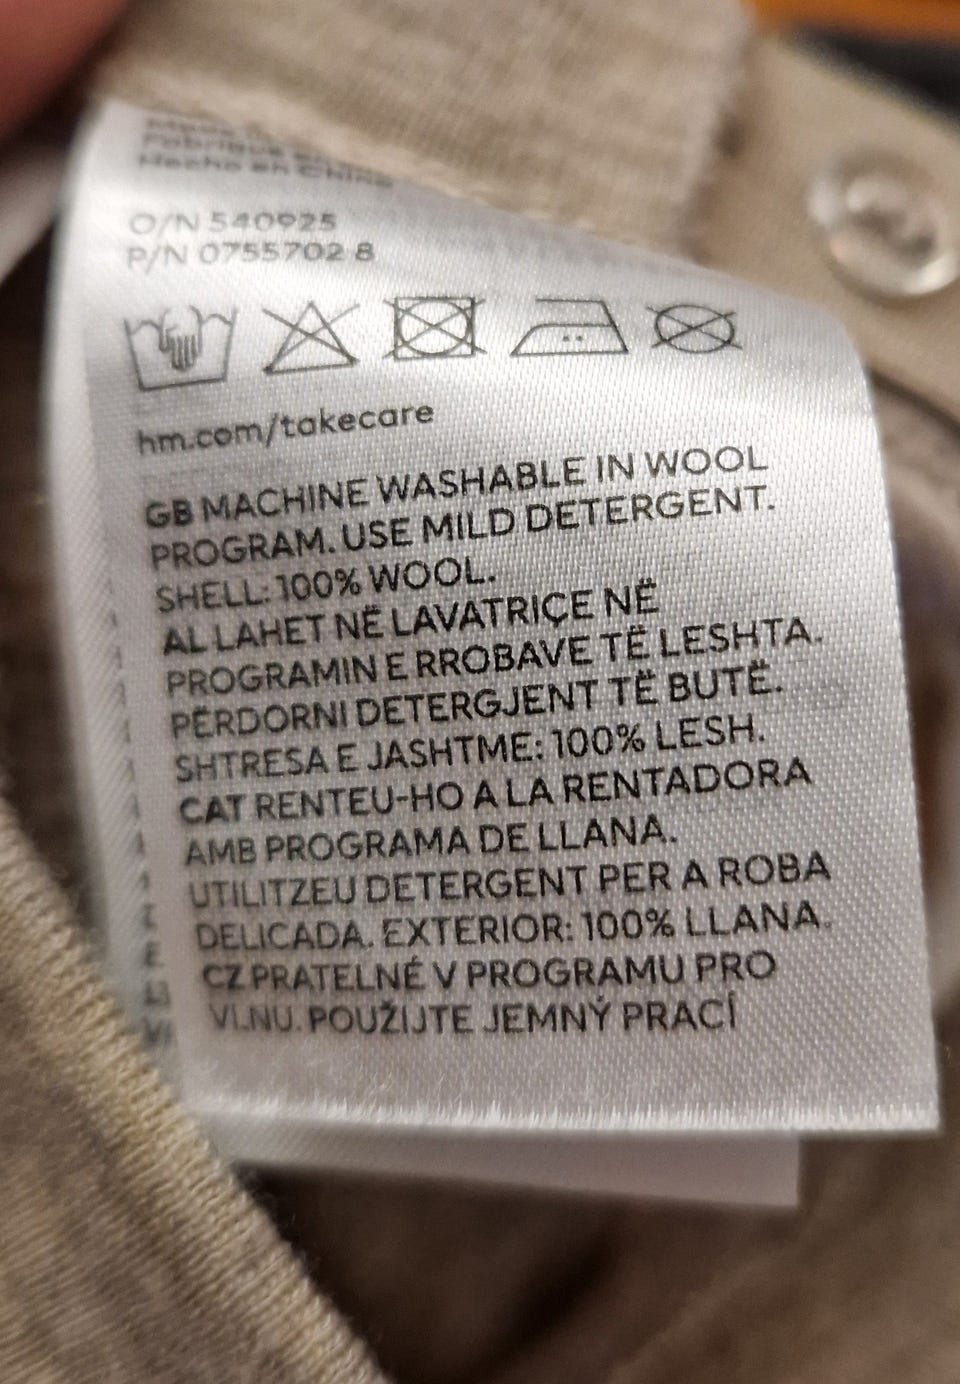 Hecho en China
O/N 540925
P/N 0755702 8
hm.com/takecare
GB MACHINE WASHABLE IN WOOL
PROGRAM. USE MILD DETERGENT.
SHELL: 100% WOOL.
AL LAHET NË LAVATRIÇE NË
PROGRAMIN E RROBAVE TË LESHTA.
PËRDORNI DETERGJENT TË BUTË.
SHTRESA E JASHTME: 100% LESH.
CAT RENTEU-HO A LA RENTADORA
AMB PROGRAMA DE LLANA.
UTILITZEU DETERGENT PER A ROBA
DELICADA. EXTERIOR: 100% LLANA.
CZ PRATELNÉ V PROGRAMU PRO
VLNU. POUŽIJTE JEMNÝ PRACÍ